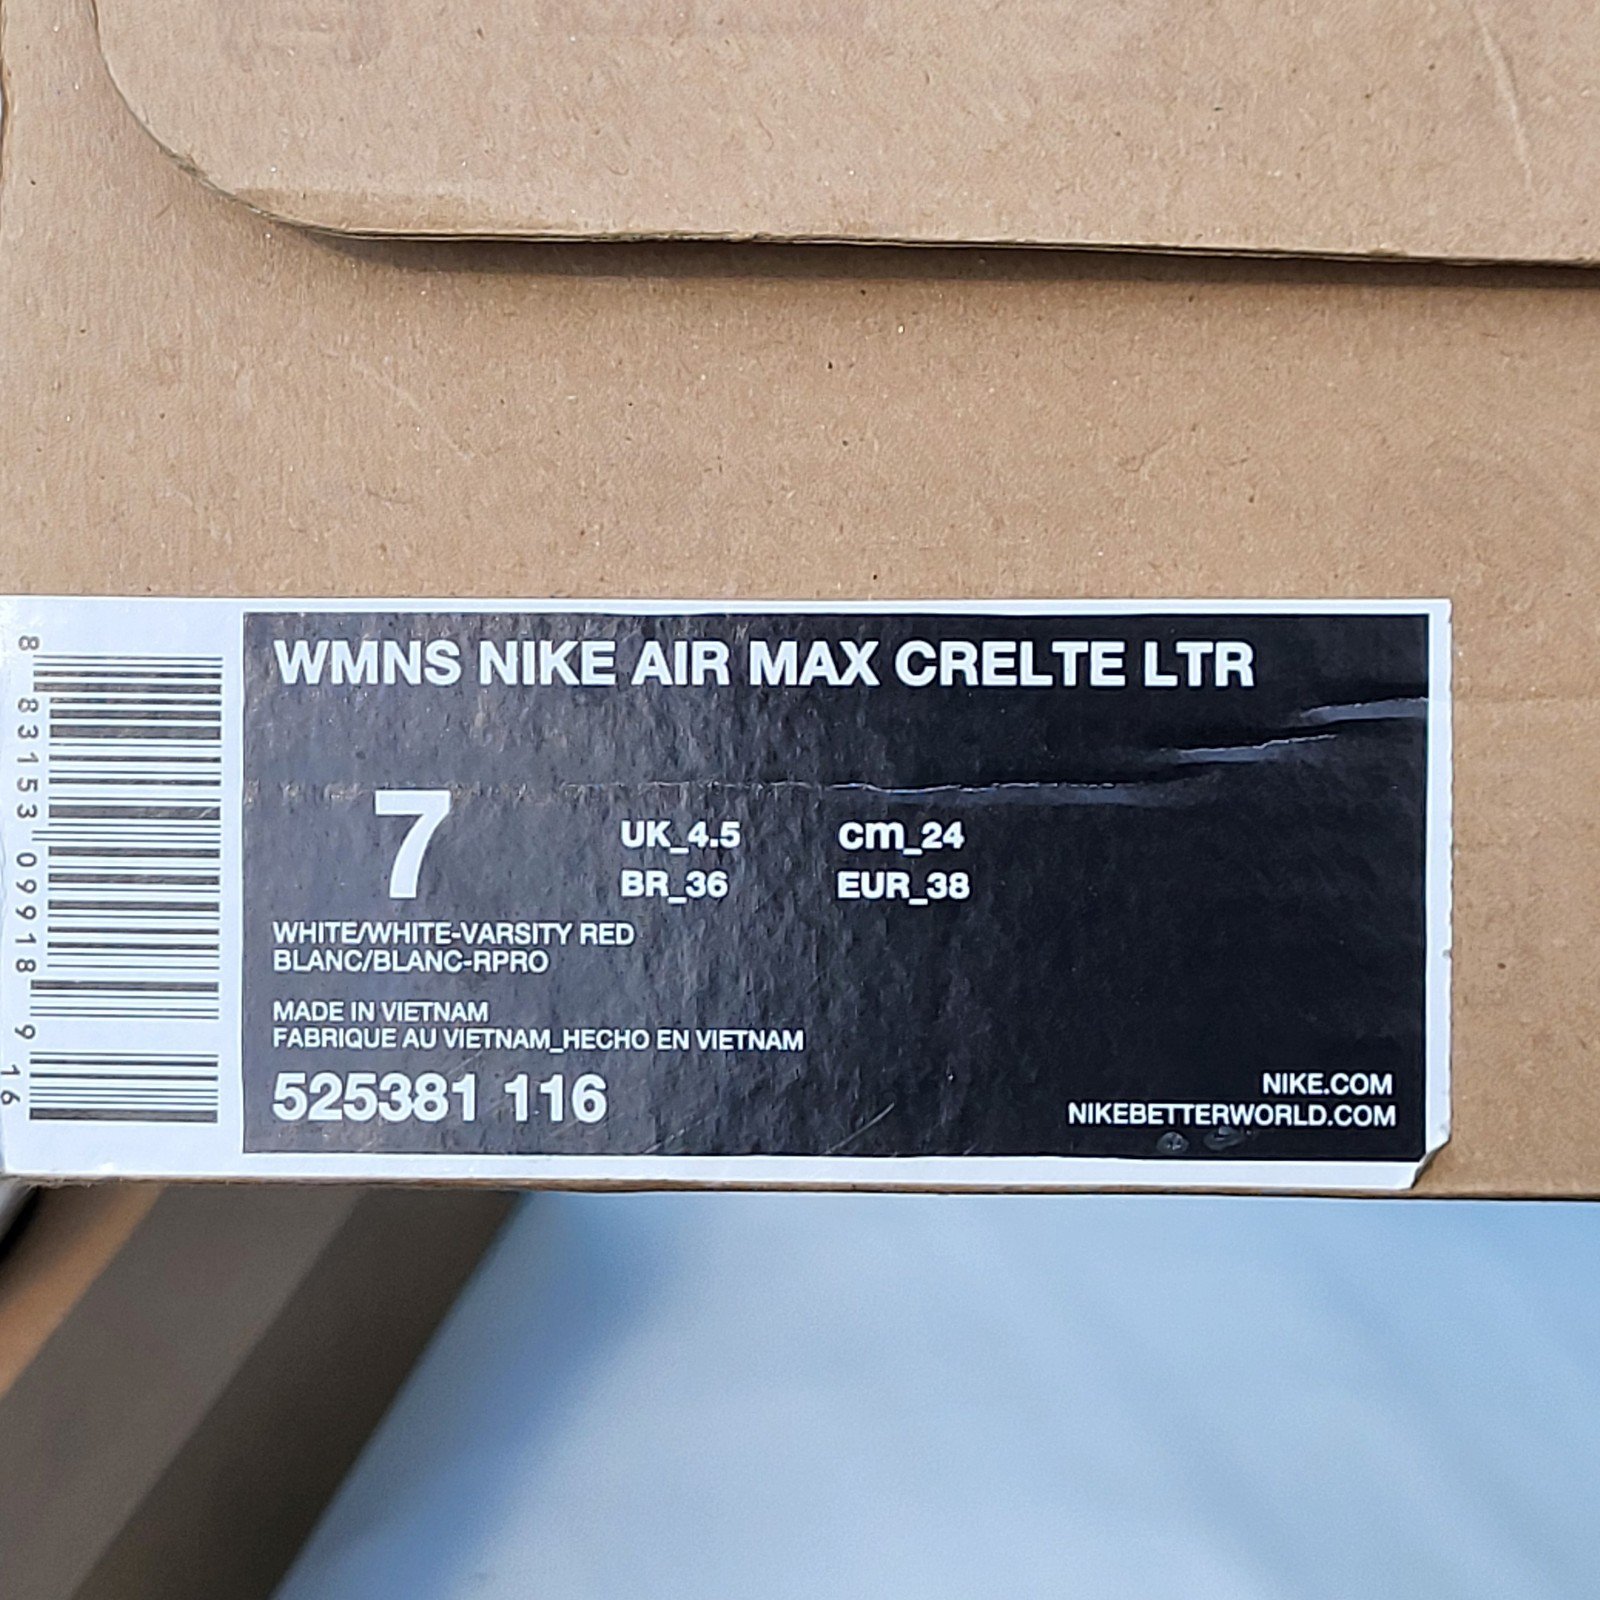 WMNS NIKE AIR MAX CRELTE LTR
7
UK_4.5 cm_24
BR_36 EUR_38
WHITE/WHITE-VARSITY RED
BLANC/BLANC-RPRO
MADE IN VIETNAM
FABRIQUE AU VIETNAM_HECHO EN VIETNAM
525381 116
NIKE.COM
NIKEBETTERWORLD.COM
8 83153 09918 9 16